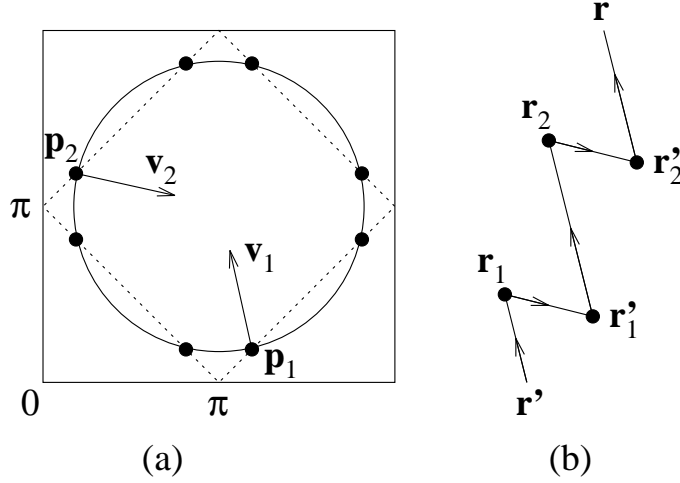 r
r₂
p₂
v₂
r'₂
π
v₁
r₁
r'₁
p₁
0
π
r'
(a)
(b)